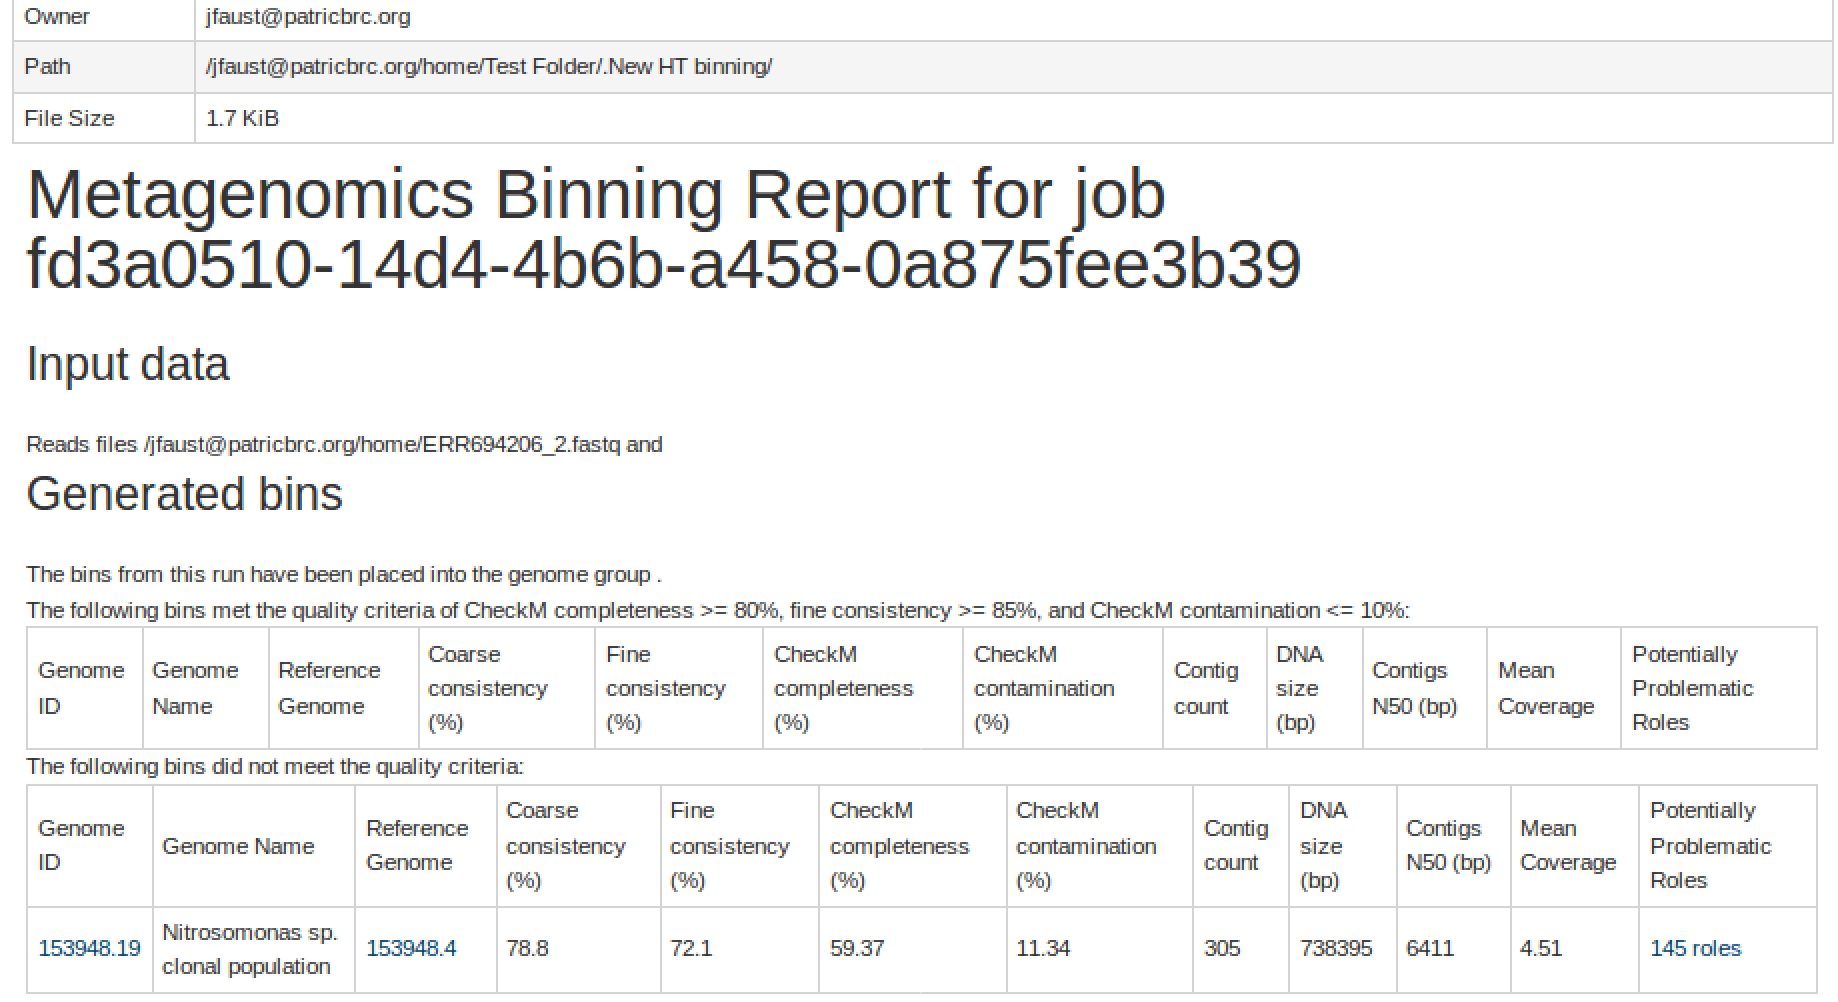 Owner jfaust@patricbrc.org
Path /jfaust@patricbrc.org/home/Test Folder/.New HT binning/
File Size 1.7 KiB
Metagenomics Binning Report for job
fd3a0510-14d4-4b6b-a458-0a875fee3b39
Input data
Reads files /jfaust@patricbrc.org/home/ERR694206_2.fastq and
Generated bins
The bins from this run have been placed into the genome group .
The following bins met the quality criteria of CheckM completeness >= 80%, fine consistency >= 85%, and CheckM contamination <= 10%:
Genome ID Genome Name Reference Genome Coarse consistency (%) Fine consistency (%) CheckM completeness (%) CheckM contamination (%) Contig count DNA size (bp) Contigs N50 (bp) Mean Coverage Potentially Problematic Roles
The following bins did not meet the quality criteria:
Genome ID Genome Name Reference Genome Coarse consistency (%) Fine consistency (%) CheckM completeness (%) CheckM contamination (%) Contig count DNA size (bp) Contigs N50 (bp) Mean Coverage Potentially Problematic Roles
153948.19 Nitrosomonas sp. clonal population 153948.4 78.8 72.1 59.37 11.34 305 738395 6411 4.51 145 roles